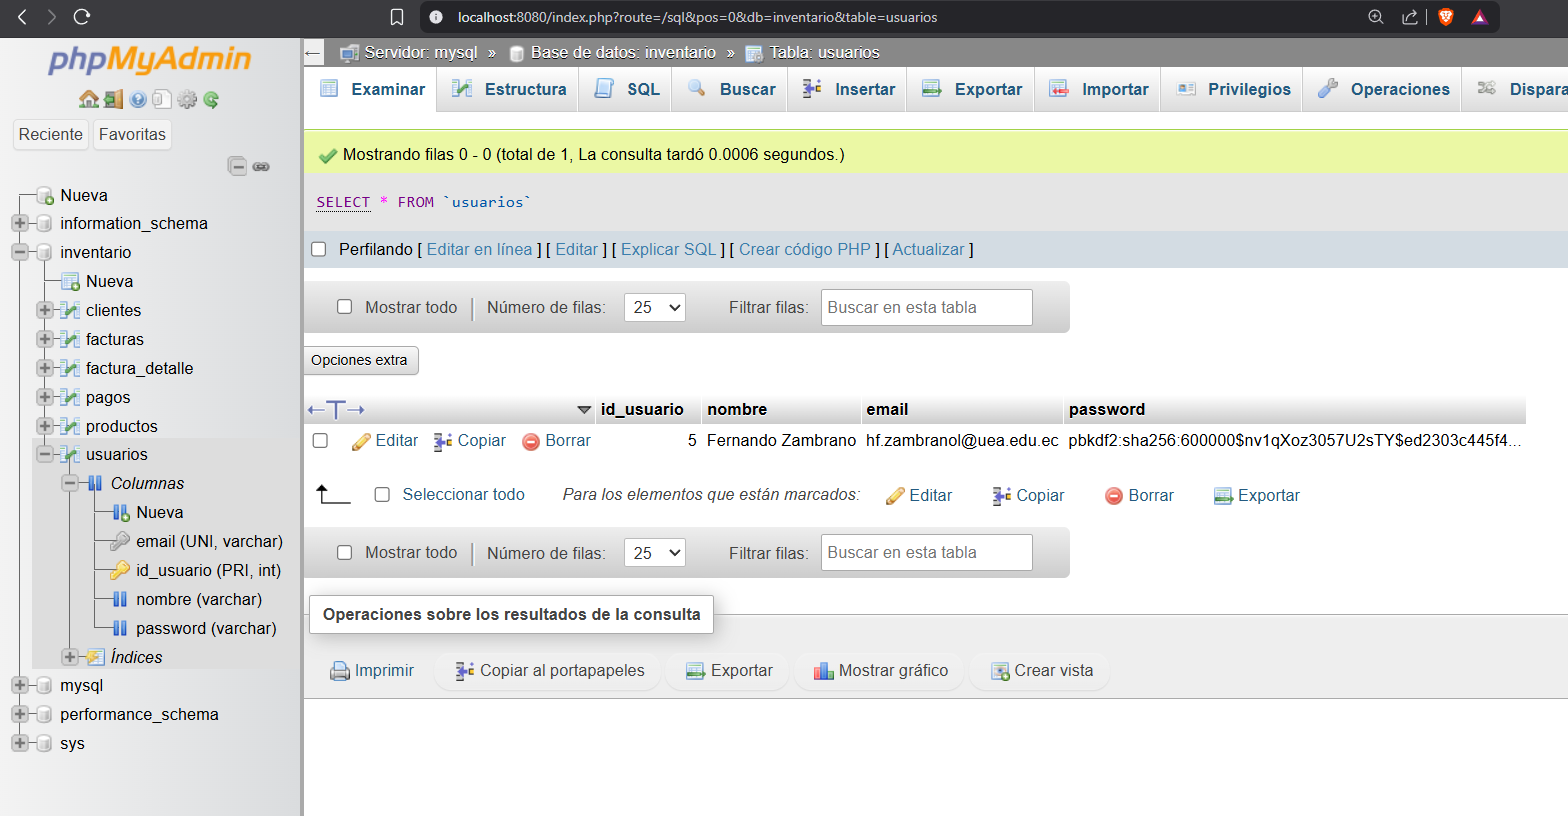 localhost:8080/index.php?route=/sql&pos=0&db=inventario&table=usuarios
phpMyAdmin
Reciente Favoritas
Nueva
information_schema
inventario
Nueva
clientes
facturas
factura_detalle
pagos
productos
usuarios
Columnas
Nueva
email (UNI, varchar)
id_usuario (PRI, int)
nombre (varchar)
password (varchar)
Índices
mysql
performance_schema
sys
Servidor: mysql » Base de datos: inventario » Tabla: usuarios
Examinar Estructura SQL Buscar Insertar Exportar Importar Privilegios Operaciones Dispara
Mostrando filas 0 - 0 (total de 1, La consulta tardó 0.0006 segundos.)
SELECT * FROM `usuarios`
Perfilando [ Editar en línea ] [ Editar ] [ Explicar SQL ] [ Crear código PHP ] [ Actualizar ]
Mostrar todo Número de filas: 25 Filtrar filas: Buscar en esta tabla
Opciones extra
id_usuario nombre email password
Editar Copiar Borrar 5 Fernando Zambrano hf.zambranol@uea.edu.ec pbkdf2:sha256:600000$nv1qXoz3057U2sTY$ed2303c445f4...
Seleccionar todo Para los elementos que están marcados: Editar Copiar Borrar Exportar
Mostrar todo Número de filas: 25 Filtrar filas: Buscar en esta tabla
Operaciones sobre los resultados de la consulta
Imprimir Copiar al portapapeles Exportar Mostrar gráfico Crear vista